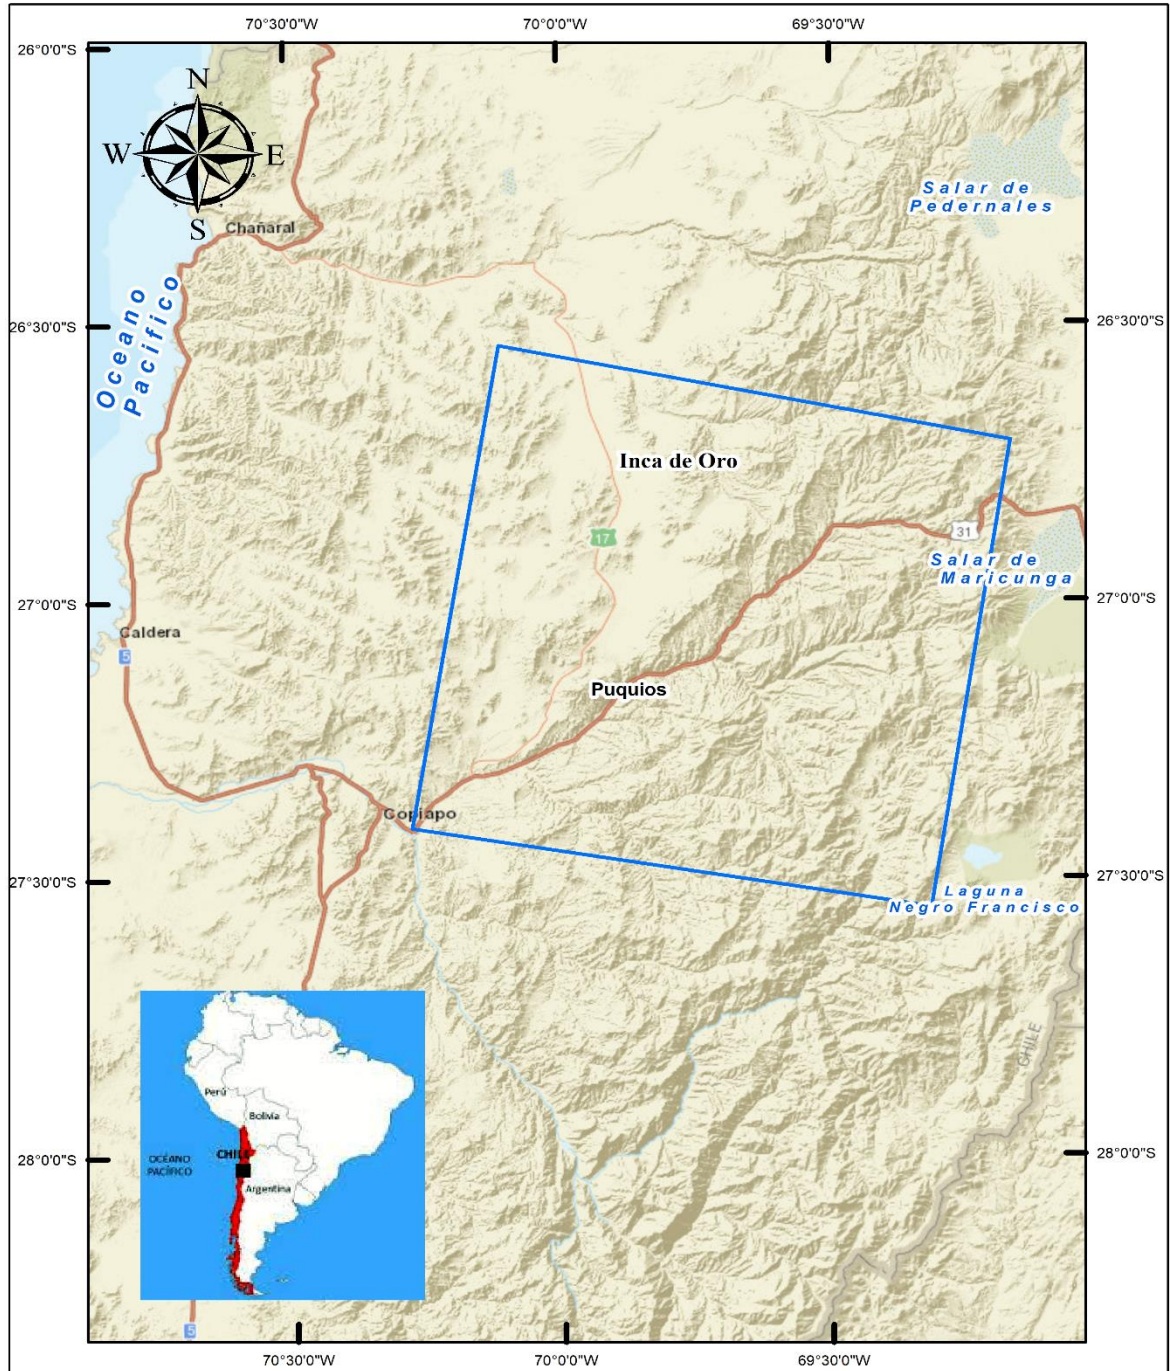 70°30'0"W
70°0'0"W
69°30'0"W
26°0'0"S
N
W
E
S
Salar de
Pedernales
Chañaral
Oceano
Pacifico
26°30'0"S
26°30'0"S
Inca de Oro
17
31
Salar de
Maricunga
27°0'0"S
27°0'0"S
Caldera
5
Puquios
Copiapo
27°30'0"S
27°30'0"S
Laguna
Negro Francisco
CHILE
Perú
Bolivia
OCÉANO
PACÍFICO
CHILE
Argentina
28°0'0"S
28°0'0"S
5
70°30'0"W
70°0'0"W
69°30'0"W